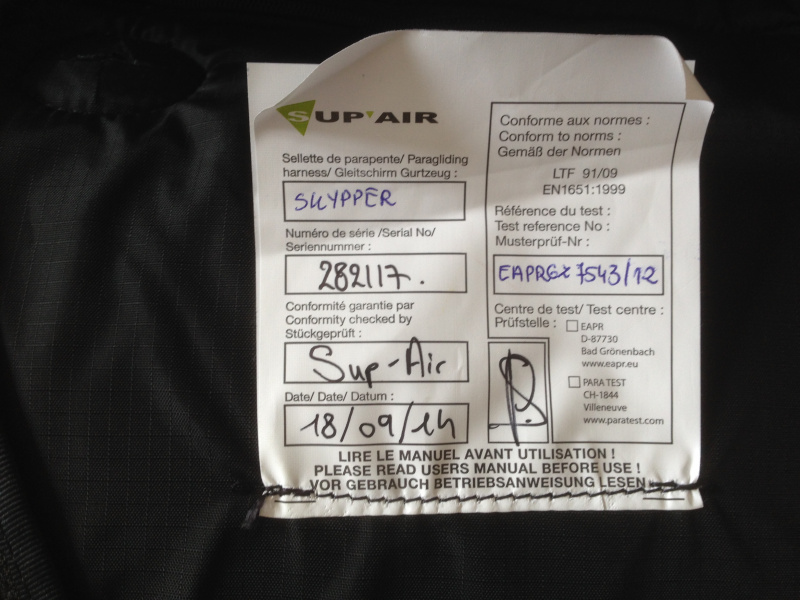 SUP'AIR
Sellette de parapente/ Paragliding
harness/ Gleitschirm Gurtzeug :
SKYPPER
Numéro de série /Serial No/
Seriennummer :
282117.
Conformité garantie par
Conformity checked by
Stückgeprüft :
Sup-Air
Date/ Date/ Datum :
18/09/14
Conforme aux normes :
Conform to norms :
Gemäß der Normen
LTF 91/09
EN1651:1999
Référence du test :
Test reference No :
Musterprüf-Nr :
7543/12
Centre de test/ Test centre :
Prüfstelle :
EAPR
D-87730
Bad Grönenbach
www.eapr.eu
PARA TEST
CH-1844
Villeneuve
www.paratest.com
LIRE LE MANUEL AVANT UTILISATION !
PLEASE READ USERS MANUAL BEFORE USE !
VOR GEBRAUCH BETRIEBSANWEISUNG LESEN